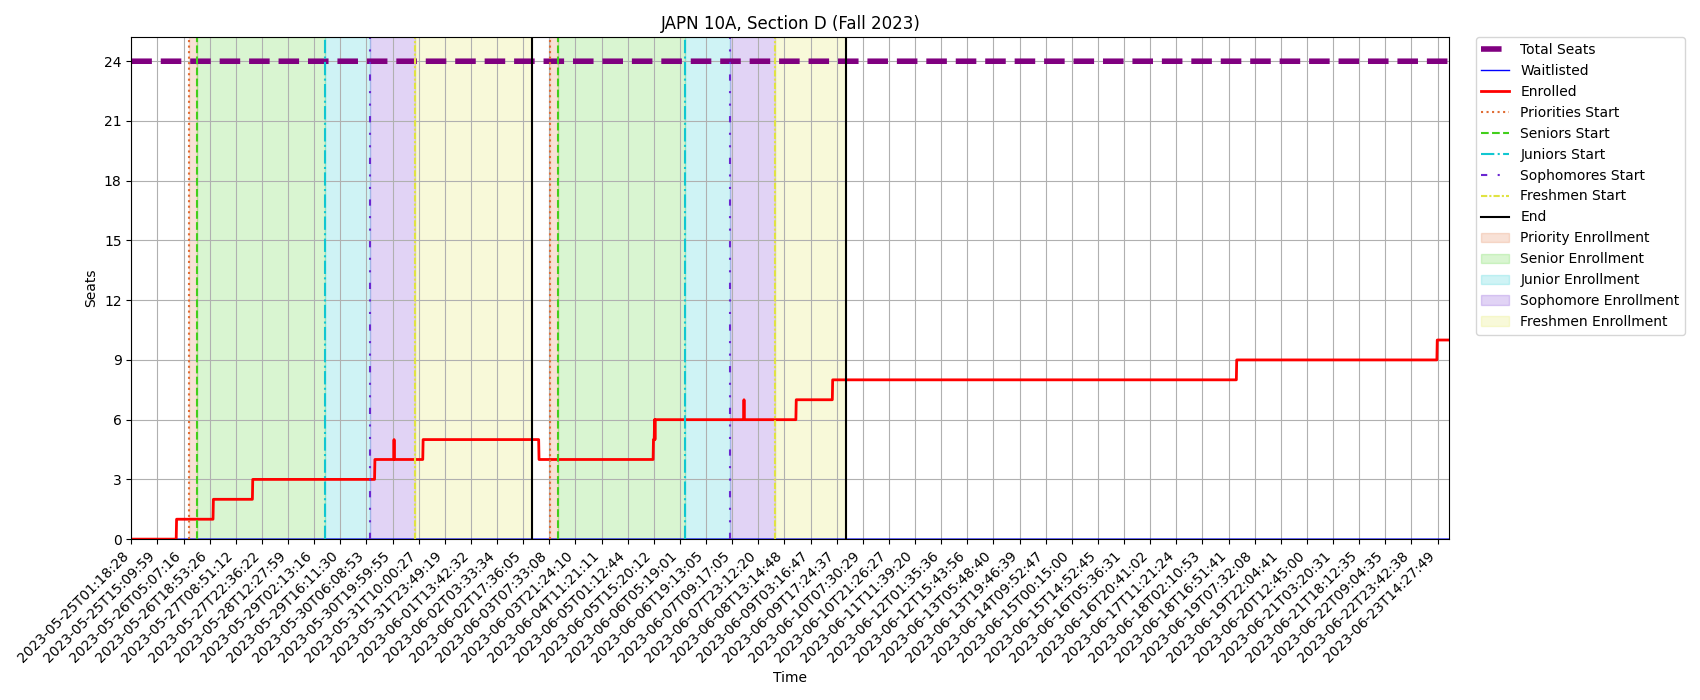 JAPN 10A, Section D (Fall 2023)
Seats
24
21
18
15
12
9
6
3
0
2023-05-25T01:18:28
2023-05-25T15:09:59
2023-05-26T05:07:16
2023-05-26T18:53:26
2023-05-27T08:51:12
2023-05-27T22:36:22
2023-05-28T12:27:59
2023-05-29T02:13:16
2023-05-29T16:11:30
2023-05-30T06:08:53
2023-05-30T19:59:55
2023-05-31T10:00:27
2023-05-31T23:49:19
2023-06-01T13:42:32
2023-06-02T03:33:34
2023-06-02T17:36:05
2023-06-03T07:33:08
2023-06-03T21:24:10
2023-06-04T11:21:11
2023-06-05T01:12:44
2023-06-05T15:20:12
2023-06-06T05:19:01
2023-06-06T19:13:05
2023-06-07T09:17:05
2023-06-07T23:12:20
2023-06-08T13:14:48
2023-06-09T03:16:47
2023-06-09T17:24:37
2023-06-10T07:30:29
2023-06-10T21:26:27
2023-06-11T11:39:20
2023-06-12T01:35:36
2023-06-12T15:43:56
2023-06-13T05:48:40
2023-06-13T19:46:39
2023-06-14T09:52:47
2023-06-15T00:15:00
2023-06-15T14:52:45
2023-06-16T05:36:31
2023-06-16T20:41:02
2023-06-17T11:21:24
2023-06-18T02:10:53
2023-06-18T16:51:41
2023-06-19T07:32:08
2023-06-19T22:04:41
2023-06-20T12:45:00
2023-06-21T03:20:31
2023-06-21T18:12:35
2023-06-22T09:04:35
2023-06-22T23:42:38
2023-06-23T14:27:49
Time
Total Seats
Waitlisted
Enrolled
Priorities Start
Seniors Start
Juniors Start
Sophomores Start
Freshmen Start
End
Priority Enrollment
Senior Enrollment
Junior Enrollment
Sophomore Enrollment
Freshmen Enrollment